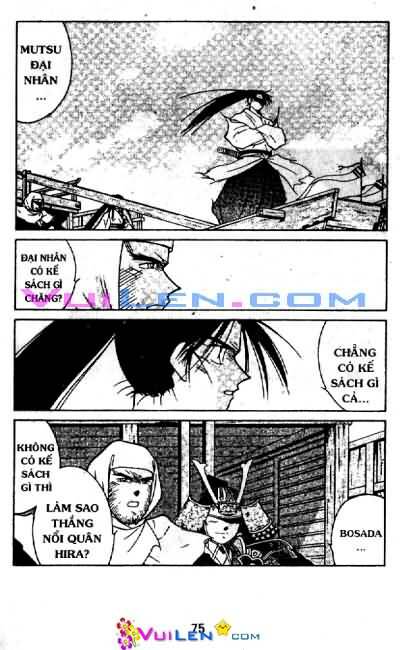 MUTSU
ĐẠI
NHÂN
...
ĐẠI NHÂN
CÓ KẾ
SÁCH GÌ
CHĂNG?
VuiLen.com
CHẲNG
CÓ KẾ
SÁCH GÌ
CẢ...
KHÔNG
CÓ KẾ
SÁCH
GÌ THÌ
LÀM SAO
THẮNG
NỔI QUÂN
HIRA?
BOSADA
...
75
VuiLen.com